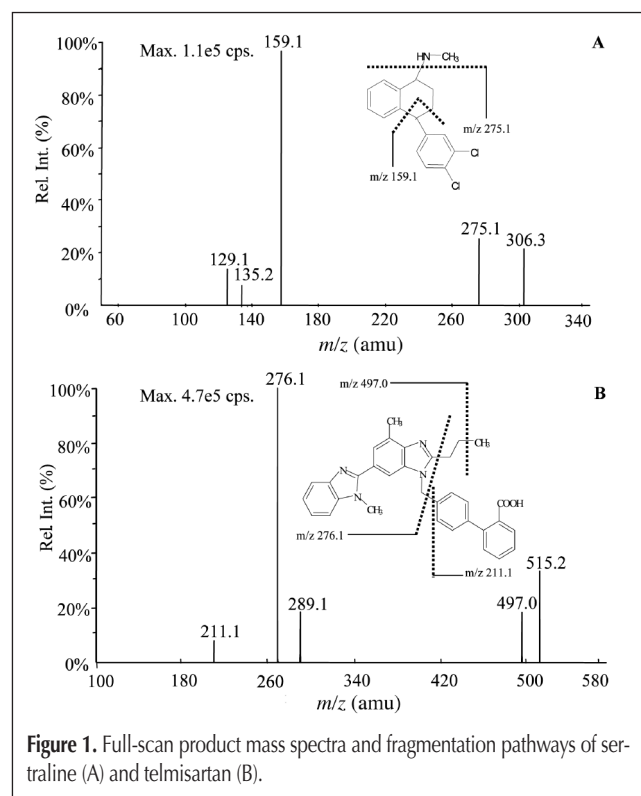 100%
80%
60%
40%
20%
0%
Rel. Int. (%)
Max. 1.1e5 cps.
159.1
A
HN CH₃
m/z 275.1
m/z 159.1
Cl
Cl
129.1
135.2
275.1
306.3
60 100 140 180 220 260 300 340
m/z (amu)
100%
80%
60%
40%
20%
0%
Rel. Int. (%)
Max. 4.7e5 cps.
276.1
m/z 497.0
B
CH₃
N
CH₃
N
N
N
CH₃
COOH
m/z 276.1
m/z 211.1
211.1
289.1
497.0
515.2
100 180 260 340 420 500 580
m/z (amu)
Figure 1. Full-scan product mass spectra and fragmentation pathways of ser-
traline (A) and telmisartan (B).